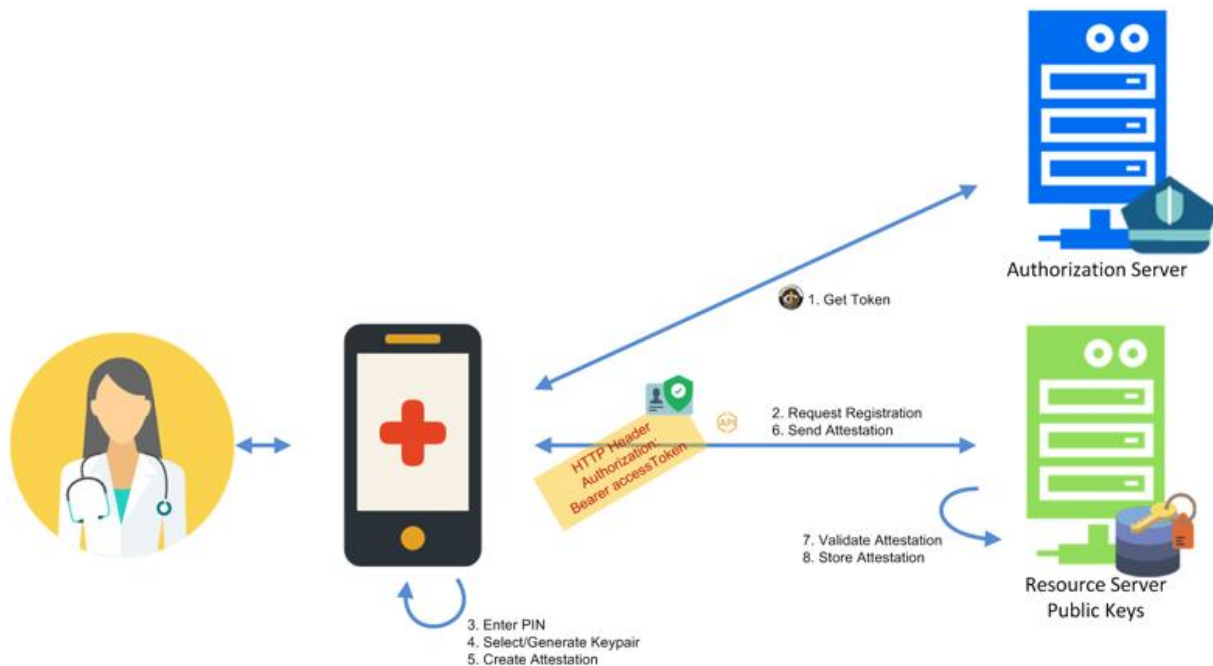 Authorization Server
1. Get Token
HTTP Header
Authorization:
Bearer accessToken
API
2. Request Registration
6. Send Attestation
7. Validate Attestation
8. Store Attestation
Resource Server
Public Keys
3. Enter PIN
4. Select/Generate Keypair
5. Create Attestation